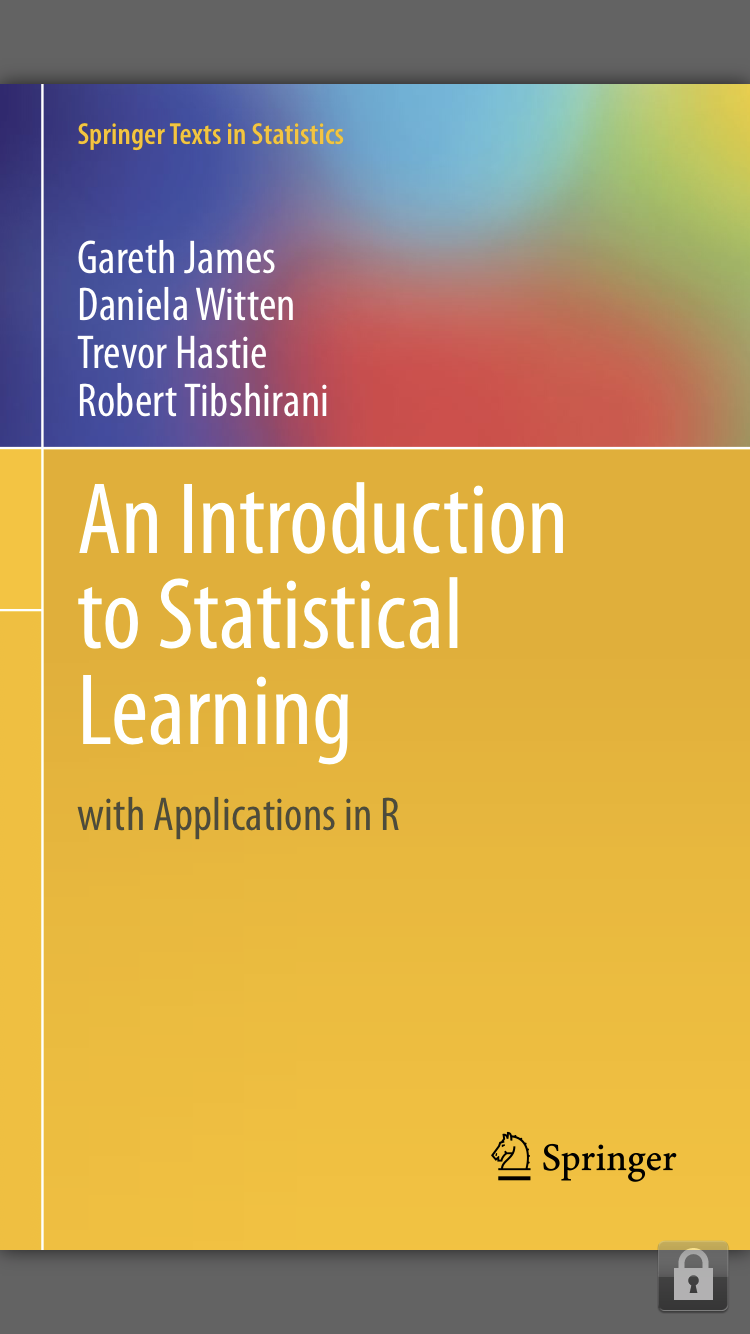 Springer Texts in Statistics
Gareth James
Daniela Witten
Trevor Hastie
Robert Tibshirani
An Introduction
to Statistical
Learning
with Applications in R
Springer